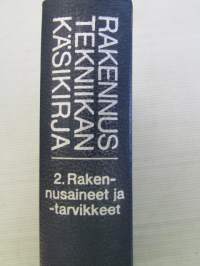 RAKENNUS
TEKNIIKAN
KÄSIKIRJA
2. Raken-
nusaineet ja
-tarvikkeet